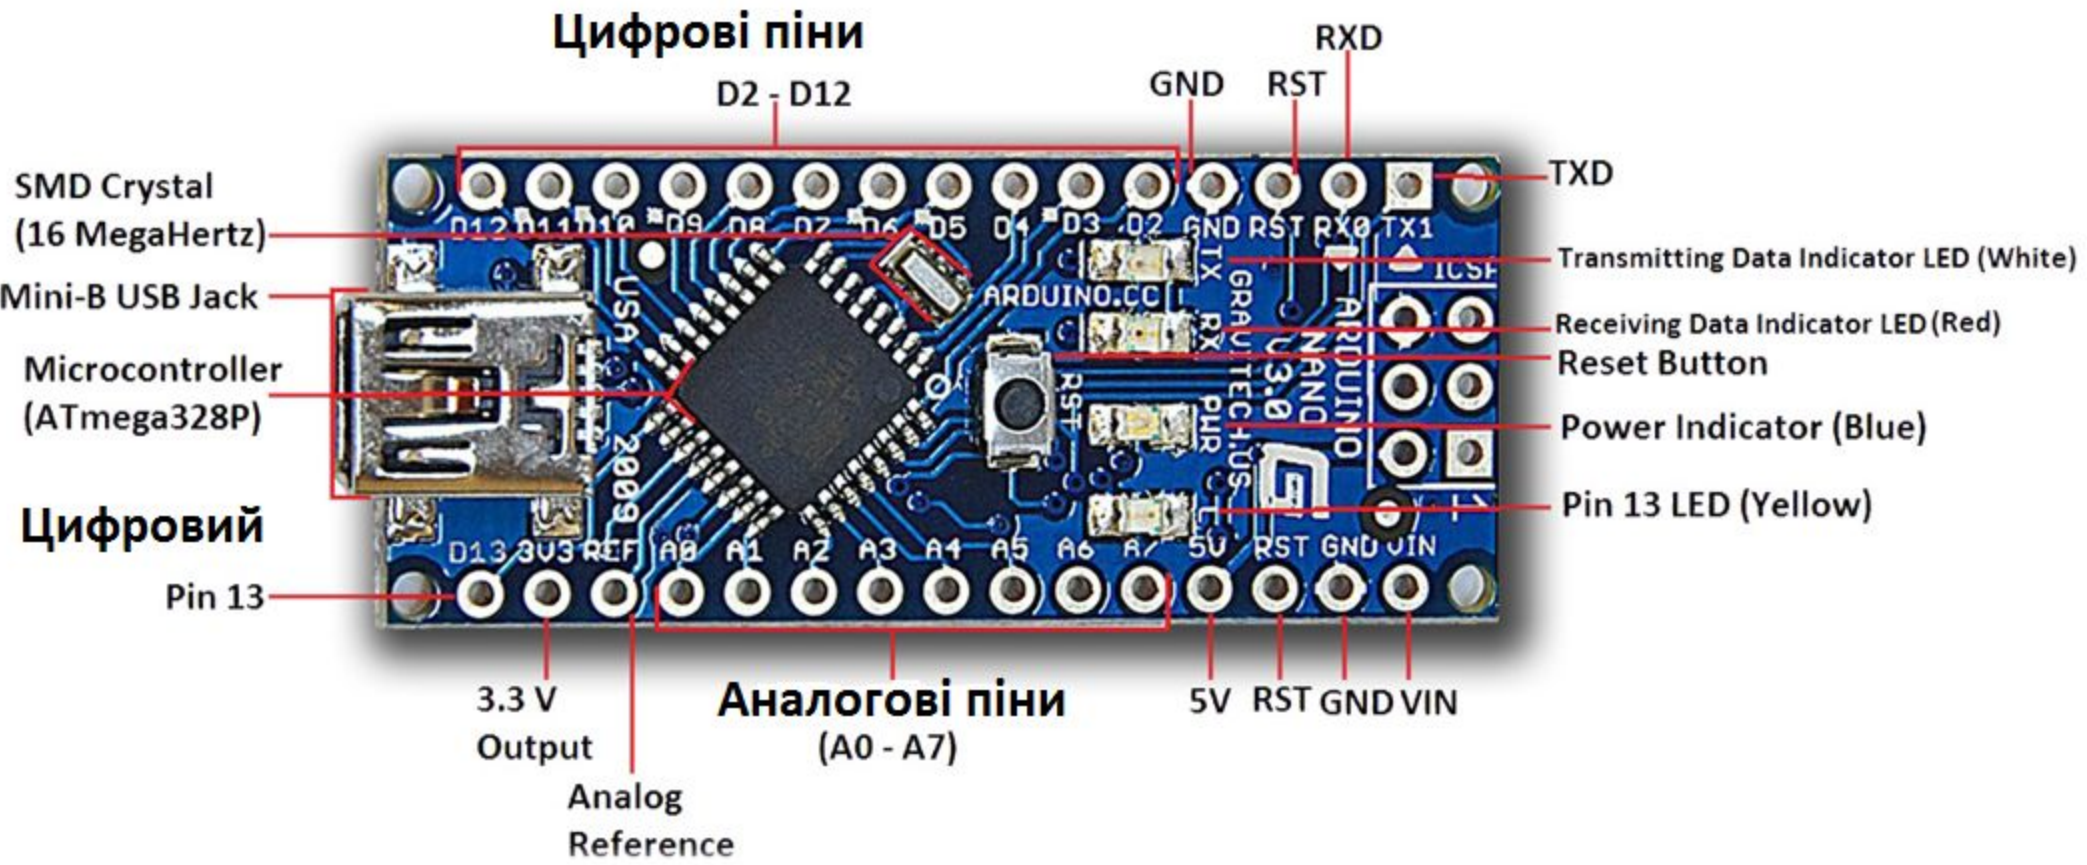 Цифрові піни
D2 - D12
GND
RST
RXD
TXD
SMD Crystal
(16 MegaHertz)
Mini-B USB Jack
Microcontroller
(ATmega328P)
Цифровий
Pin 13
Transmitting Data Indicator LED (White)
Receiving Data Indicator LED (Red)
Reset Button
Power Indicator (Blue)
Pin 13 LED (Yellow)
D12 D11 D10 D9 D8 D7 D6 D5 D4 D3 D2 GND RST RX0 TX1
ICSP
TX
RX
PWR
L
ARDUINO.CC
RST
USA
2009
GRAVITECH.US
V3.0
ARDUINO
NANO
G
1
D13 3V3 REF A0 A1 A2 A3 A4 A5 A6 A7 5V RST GND VIN
3.3 V
Output
Analog
Reference
Аналогові піни
(A0 - A7)
5V
RST
GND
VIN